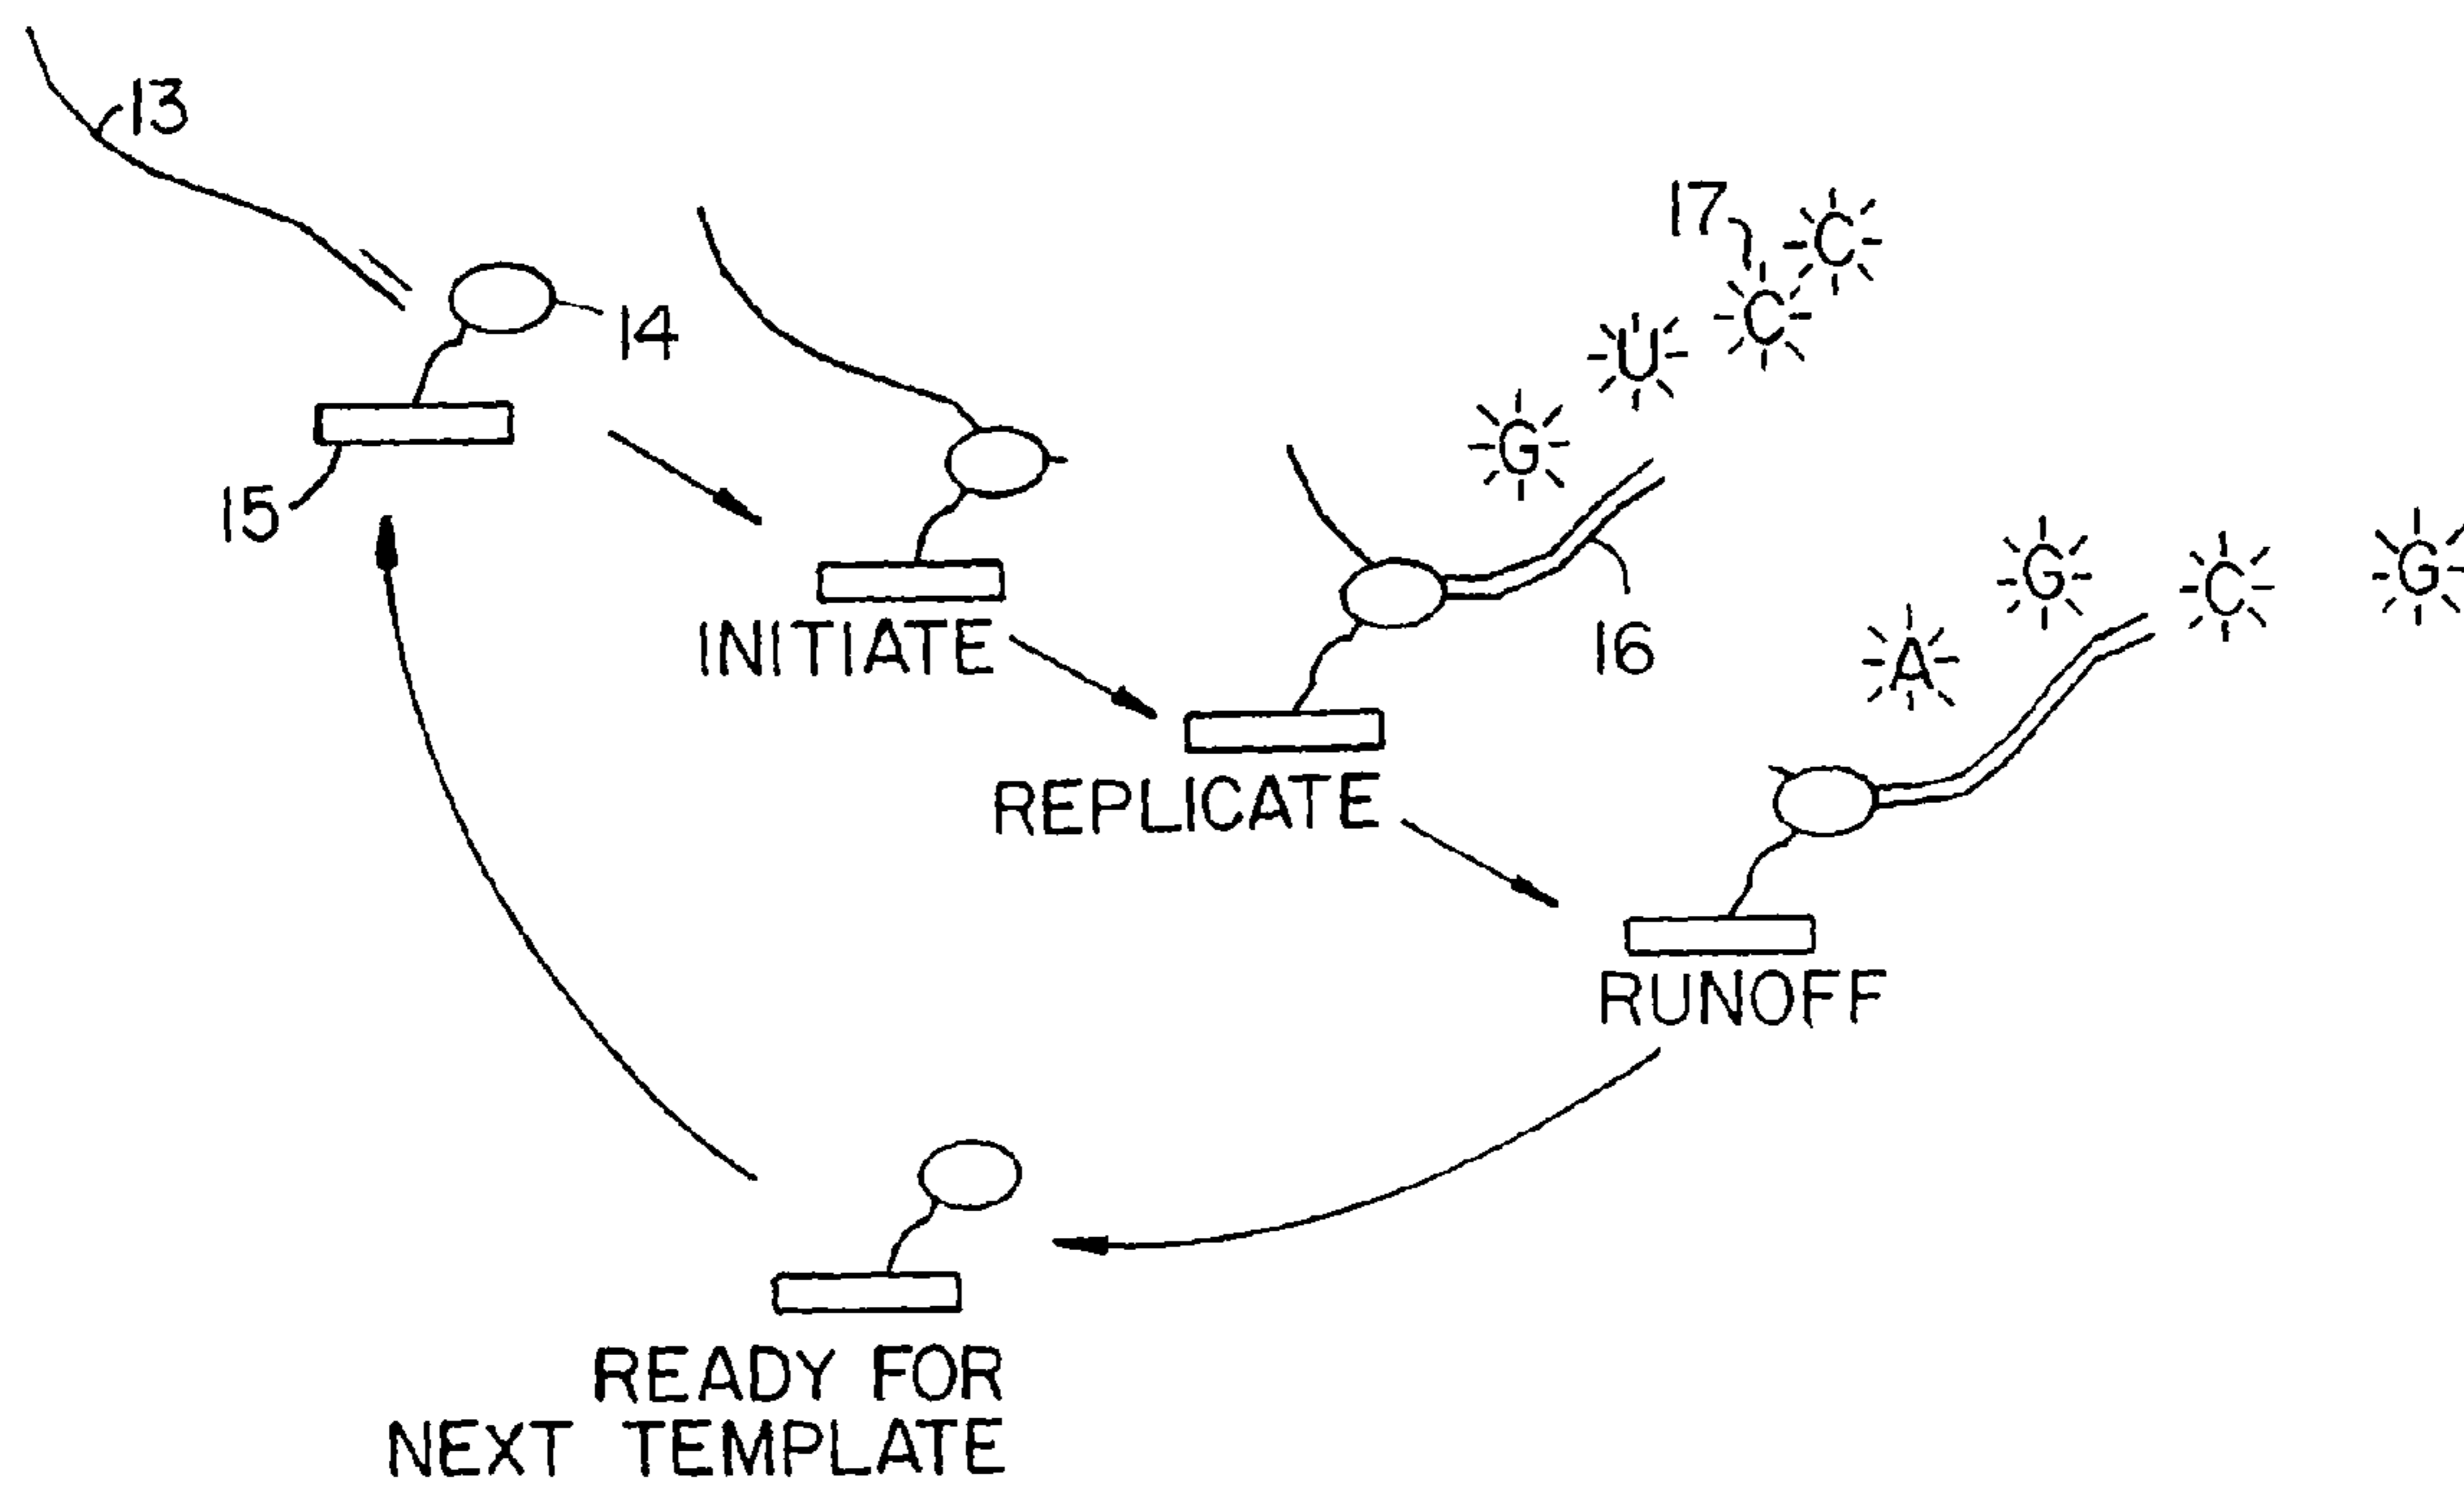 13
14
15
INITIATE
17
C
C
U
G
16
REPLICATE
G
C
G
A
RUNOFF
READY FOR
NEXT TEMPLATE